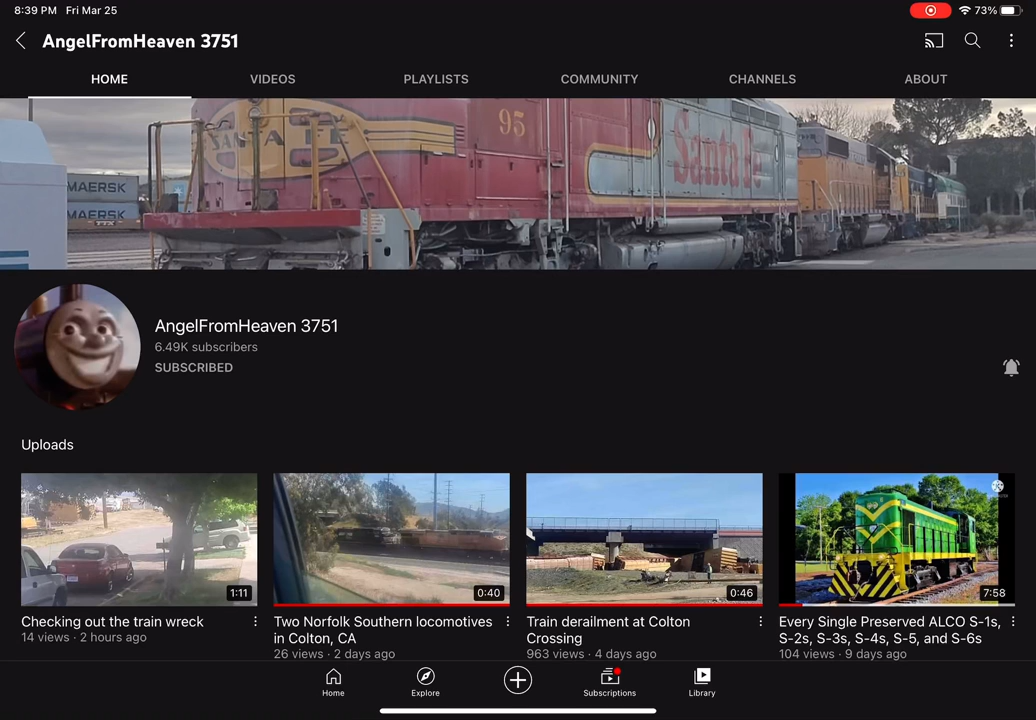 8:39 PM Fri Mar 25
73%
AngelFromHeaven 3751
HOME VIDEOS PLAYLISTS COMMUNITY CHANNELS ABOUT
SANTA FE
95
Santa Fe
MAERSK
MAERSK
AngelFromHeaven 3751
6.49K subscribers
SUBSCRIBED
Uploads
1:11
0:40
0:46
7:58
Checking out the train wreck
14 views · 2 hours ago
Two Norfolk Southern locomotives
in Colton, CA
26 views · 2 days ago
Train derailment at Colton
Crossing
963 views · 4 days ago
Every Single Preserved ALCO S-1s,
S-2s, S-3s, S-4s, S-5, and S-6s
104 views · 9 days ago
Home Explore Subscriptions Library